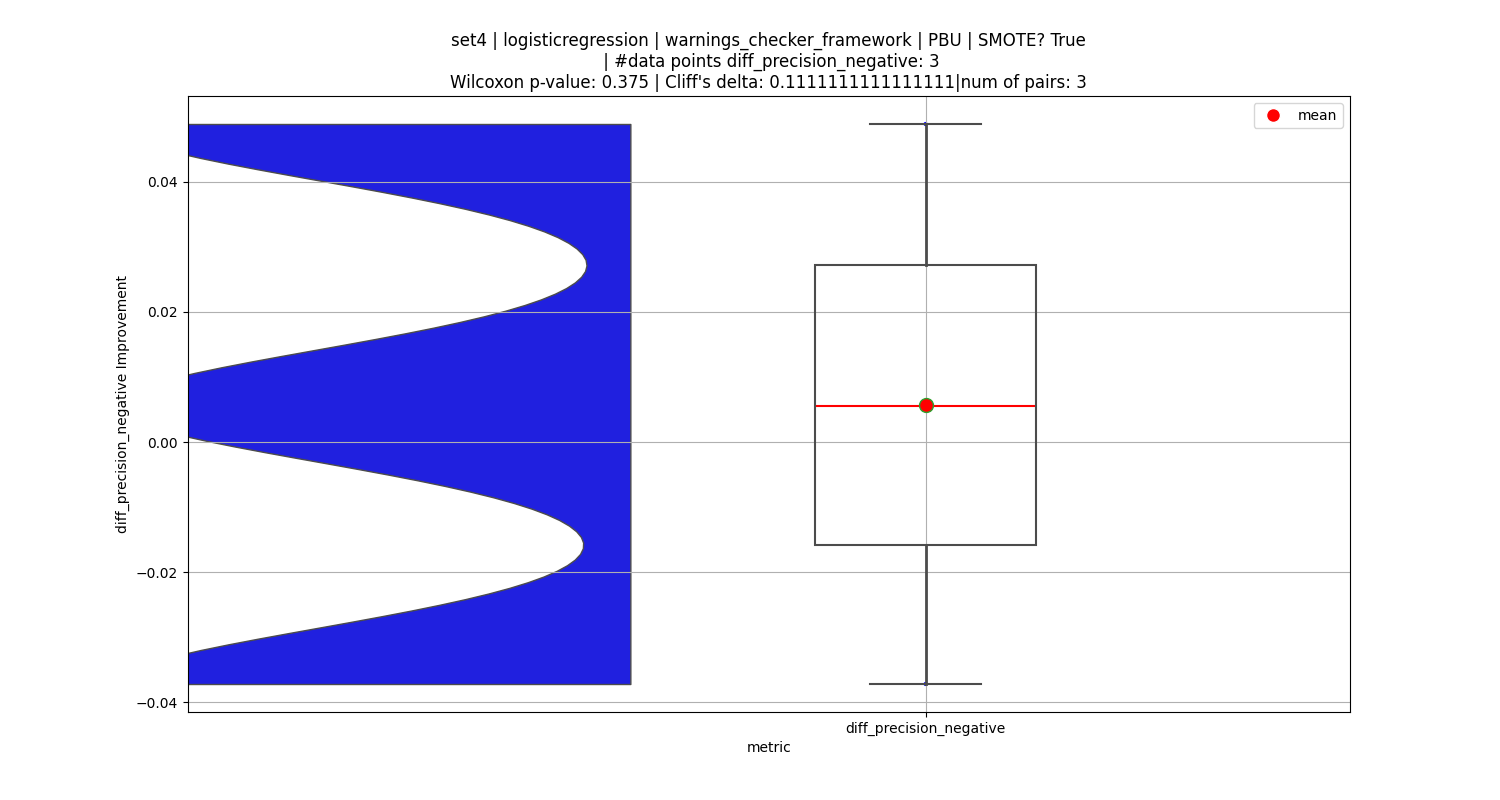 set4 | logisticregression | warnings_checker_framework | PBU | SMOTE? True
| #data points diff_precision_negative: 3
Wilcoxon p-value: 0.375 | Cliff's delta: 0.1111111111111111|num of pairs: 3
mean
0.04
0.02
0.00
−0.02
−0.04
diff_precision_negative Improvement
diff_precision_negative
metric